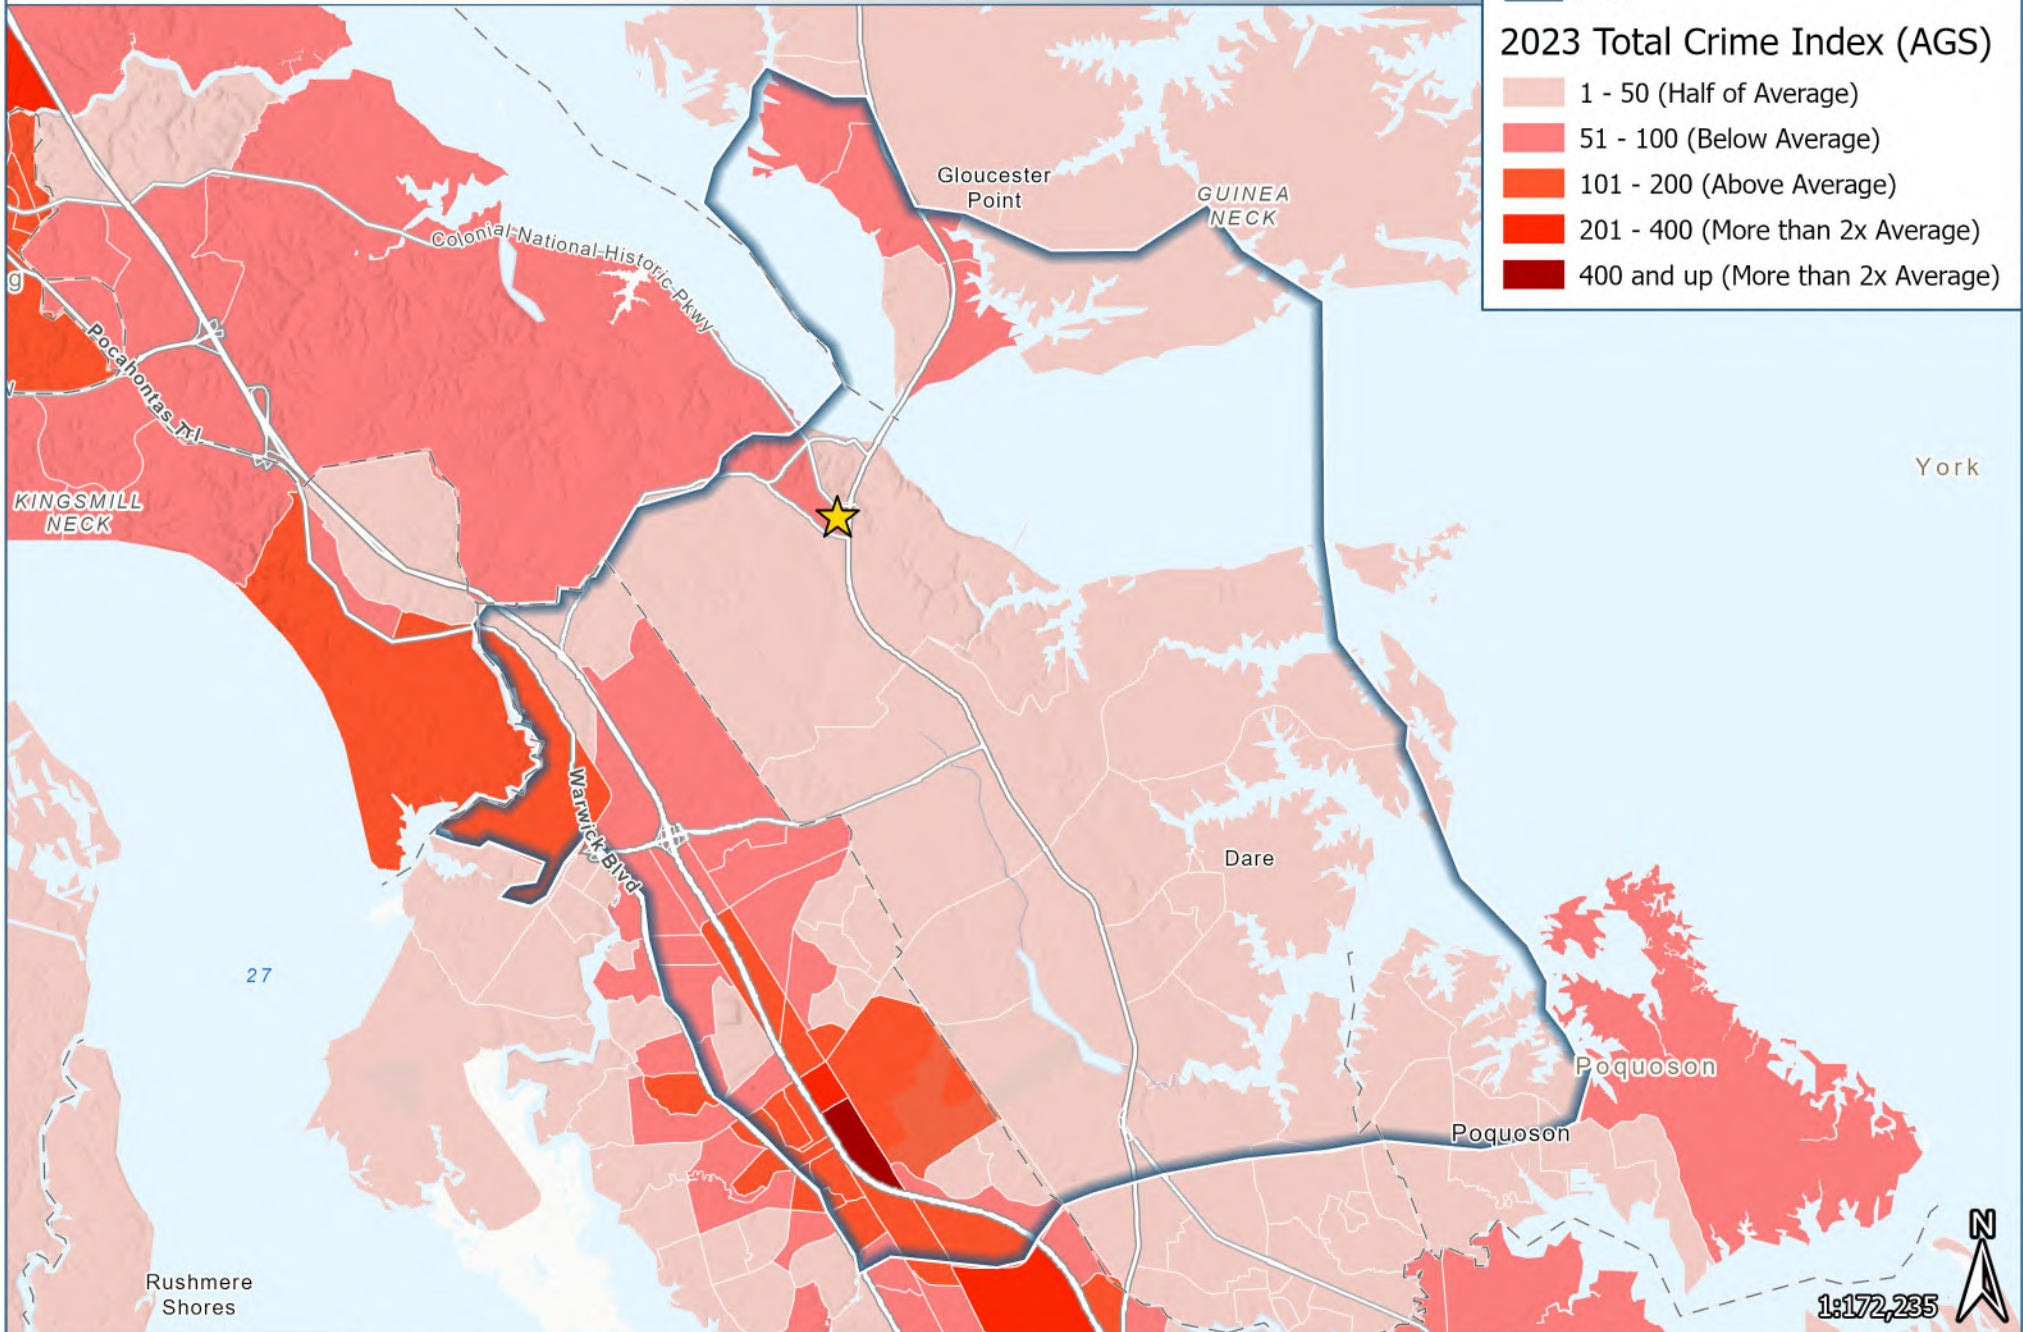 2023 Total Crime Index (AGS)
1 - 50 (Half of Average)
51 - 100 (Below Average)
101 - 200 (Above Average)
201 - 400 (More than 2x Average)
400 and up (More than 2x Average)
Gloucester
Point
GUINEA
NECK
Colonial National Historic Pkwy
g
Pocahontas Trl
York
KINGSMILL
NECK
Warwick Blvd
Dare
27
Poquoson
Poquoson
Rushmere
Shores
N
1:172,235